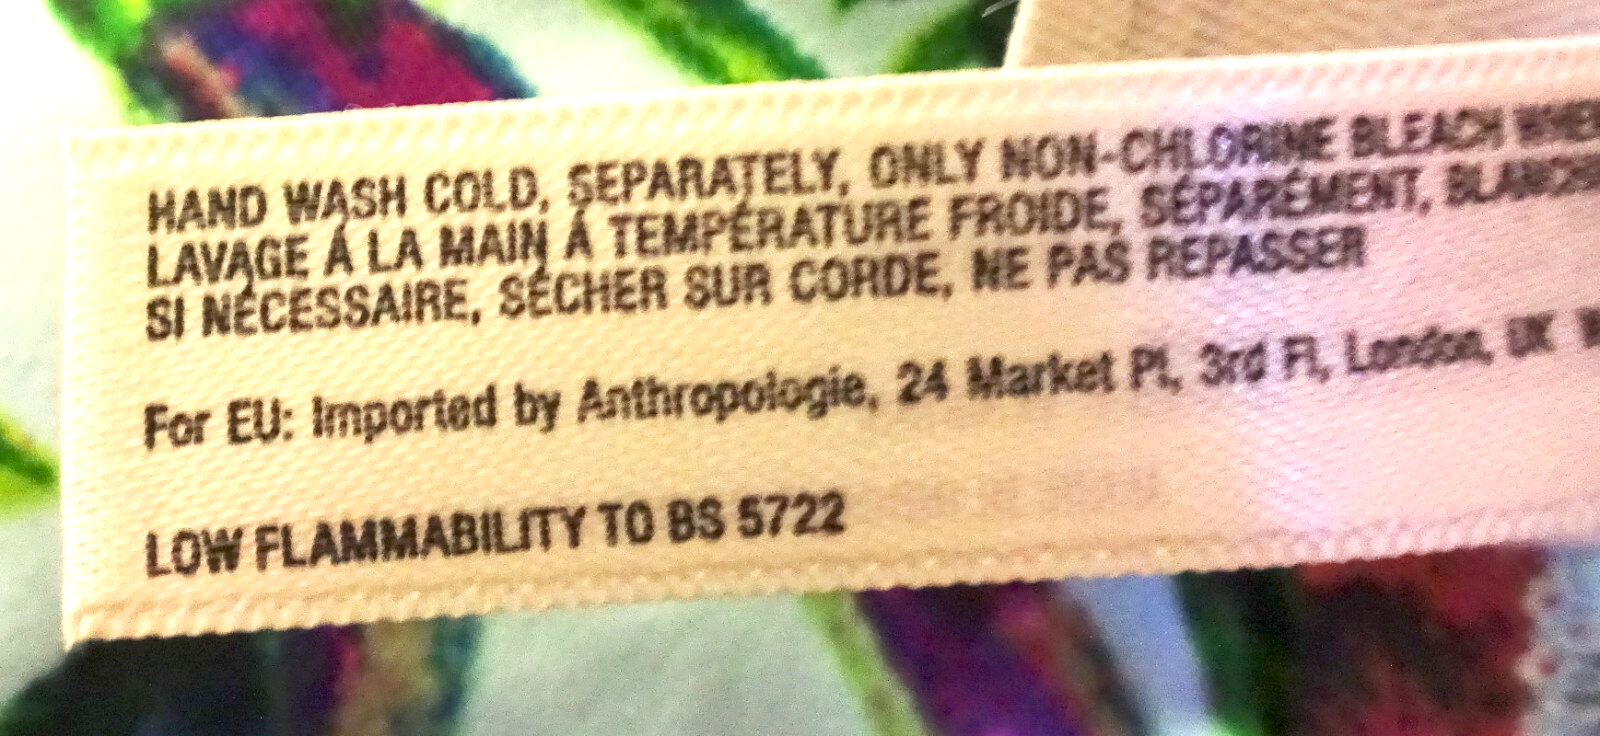 HAND WASH COLD, SEPARATELY, ONLY NON-CHLORINE BLEACH WHEN
LAVAGE Á LA MAIN Á TEMPÉRATURE FROIDE, SÉPARÉMENT, BLANCHI
SI NÉCESSAIRE, SÉCHER SUR CORDE, NE PAS REPASSER
For EU: Imported by Anthropologie, 24 Market Pl, 3rd Fl, London, UK
LOW FLAMMABILITY TO BS 5722